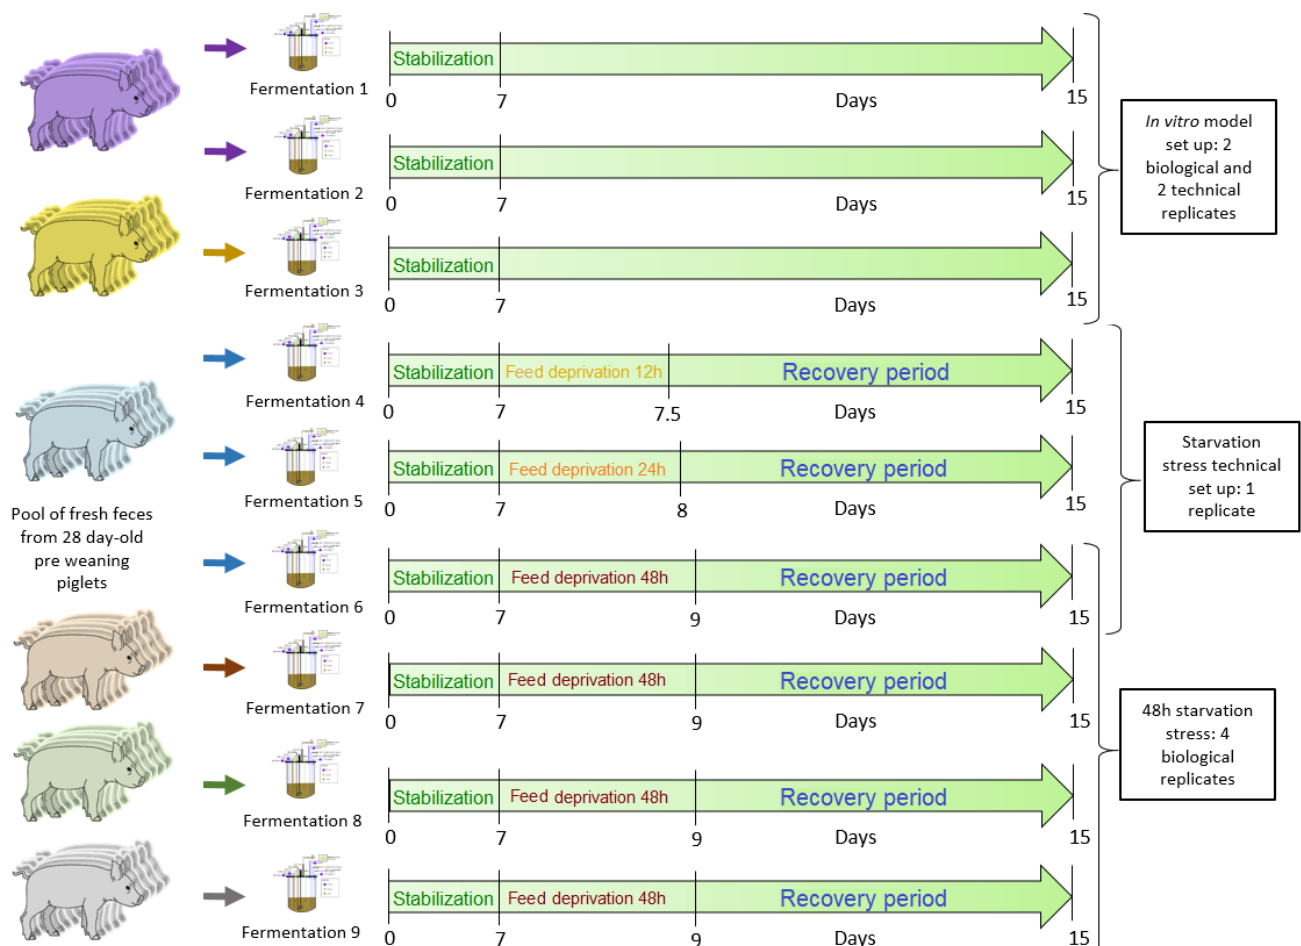 Fermentation 1
Stabilization
0
7
Days
15
Fermentation 2
Stabilization
0
7
Days
15
Fermentation 3
Stabilization
0
7
Days
15
In vitro model
set up: 2
biological and
2 technical
replicates
Fermentation 4
Stabilization
Feed deprivation 12h
Recovery period
0
7
7.5
Days
15
Fermentation 5
Stabilization
Feed deprivation 24h
Recovery period
0
7
8
Days
15
Starvation
stress technical
set up: 1
replicate
Pool of fresh feces
from 28 day-old
pre weaning
piglets
Fermentation 6
Stabilization
Feed deprivation 48h
Recovery period
0
7
9
Days
15
Fermentation 7
Stabilization
Feed deprivation 48h
Recovery period
0
7
9
Days
15
48h starvation
stress: 4
biological
replicates
Fermentation 8
Stabilization
Feed deprivation 48h
Recovery period
0
7
9
Days
15
Fermentation 9
Stabilization
Feed deprivation 48h
Recovery period
0
7
9
Days
15